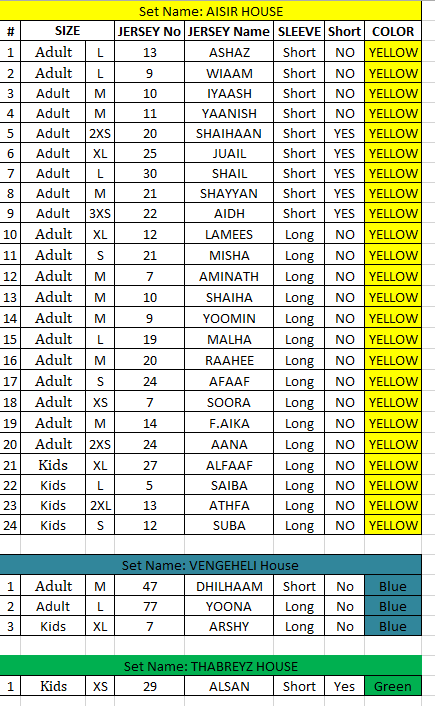 Set Name: AISIR HOUSE
# SIZE JERSEY No JERSEY Name SLEEVE Short COLOR
1 Adult L 13 ASHAZ Short NO YELLOW
2 Adult L 9 WIAAM Short NO YELLOW
3 Adult M 10 IYAASH Short NO YELLOW
4 Adult M 11 YAANISH Short NO YELLOW
5 Adult 2XS 20 SHAIHAAN Short YES YELLOW
6 Adult XL 25 JUAIL Short YES YELLOW
7 Adult L 30 SHAIL Short YES YELLOW
8 Adult M 21 SHAYYAN Short YES YELLOW
9 Adult 3XS 22 AIDH Short YES YELLOW
10 Adult XL 12 LAMEES Long NO YELLOW
11 Adult S 21 MISHA Long NO YELLOW
12 Adult M 7 AMINATH Long NO YELLOW
13 Adult M 10 SHAIHA Long NO YELLOW
14 Adult M 9 YOOMIN Long NO YELLOW
15 Adult L 19 MALHA Long NO YELLOW
16 Adult M 20 RAAHEE Long NO YELLOW
17 Adult S 24 AFAAF Long NO YELLOW
18 Adult XS 7 SOORA Long NO YELLOW
19 Adult M 14 F.AIKA Long NO YELLOW
20 Adult 2XS 24 AANA Long NO YELLOW
21 Kids XL 27 ALFAAF Long NO YELLOW
22 Kids L 5 SAIBA Long NO YELLOW
23 Kids 2XL 13 ATHFA Long NO YELLOW
24 Kids S 12 SUBA Long NO YELLOW
Set Name: VENGEHELI House
1 Adult M 47 DHILHAAM Short No Blue
2 Adult L 77 YOONA Long No Blue
3 Kids XL 7 ARSHY Long No Blue
Set Name: THABREYZ HOUSE
1 Kids XS 29 ALSAN Short Yes Green